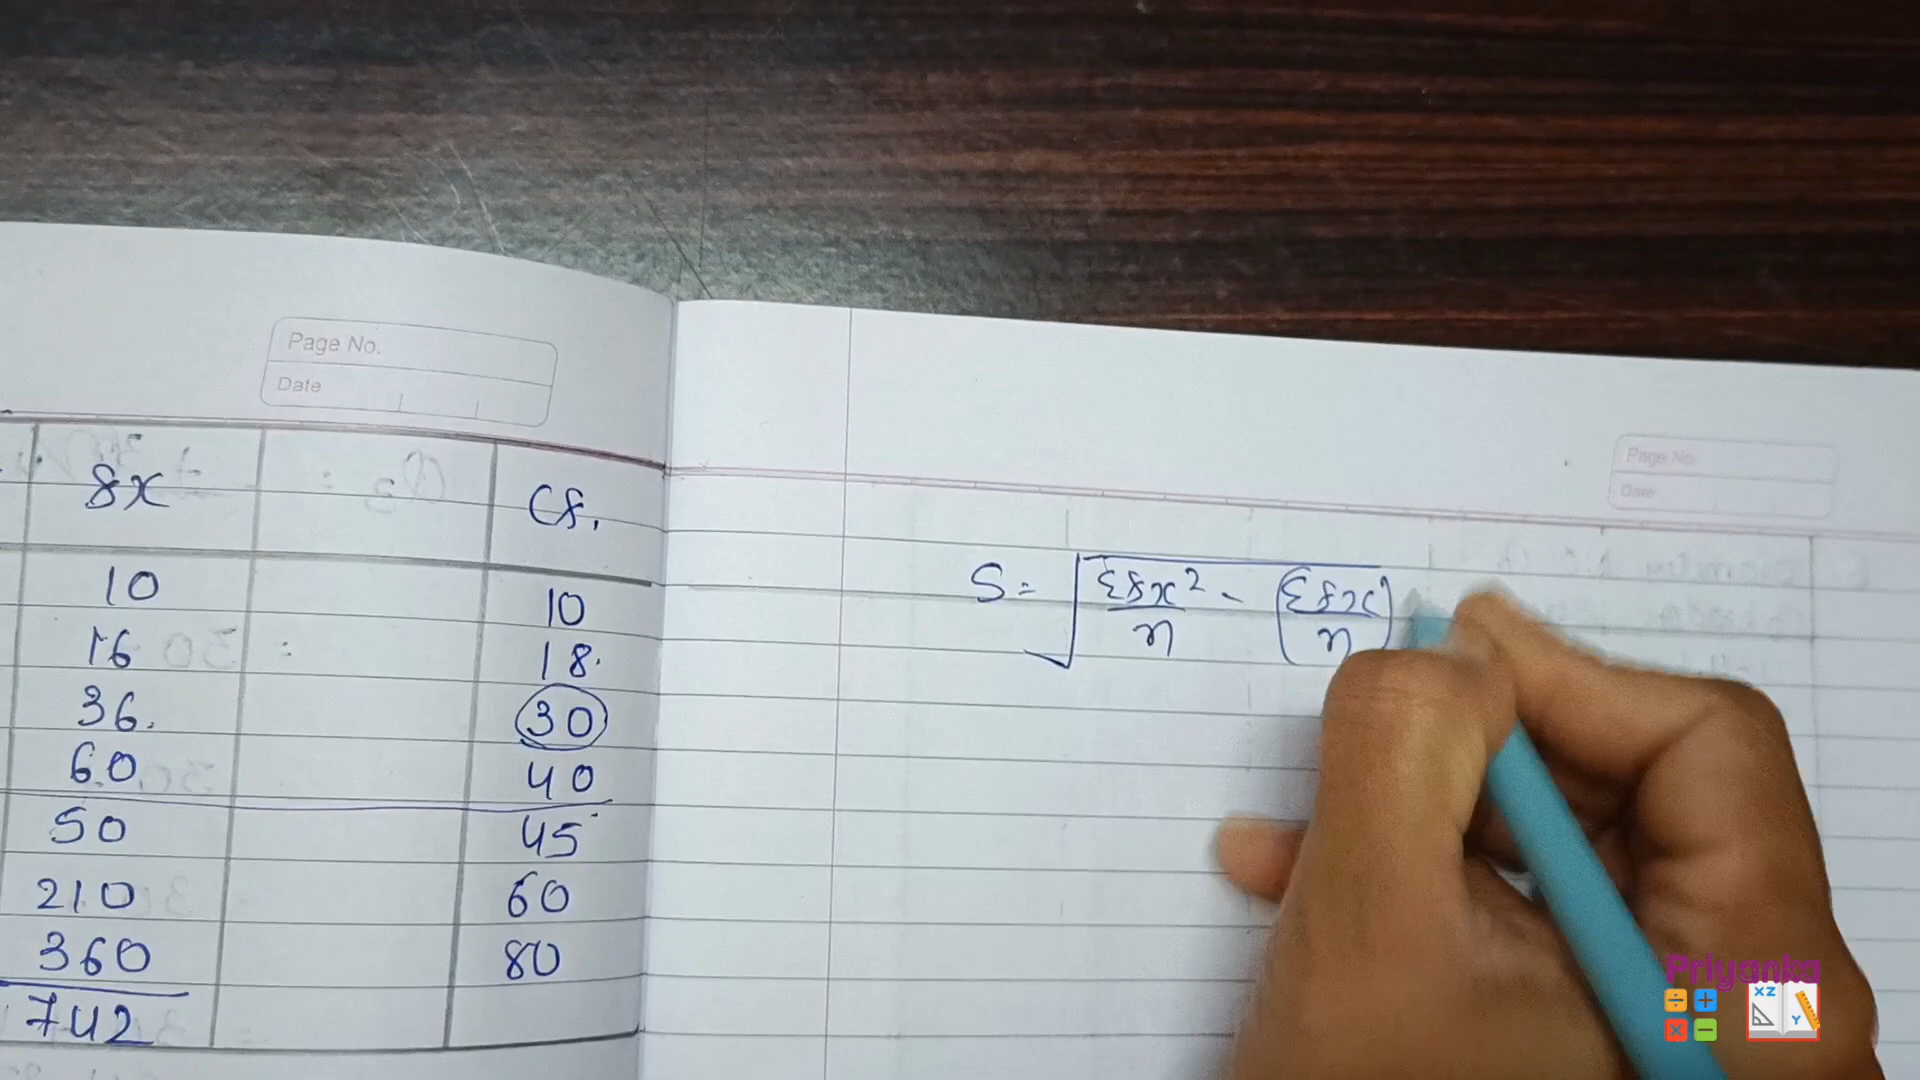 Page No.
Date
fx cf.
10 10
16 18.
36. 30
60 40
50 45
210 60
360 80
742
Page No.
Date
S = √ Σfx² - (Σfx)
n n
Priyanka
XZ
Y